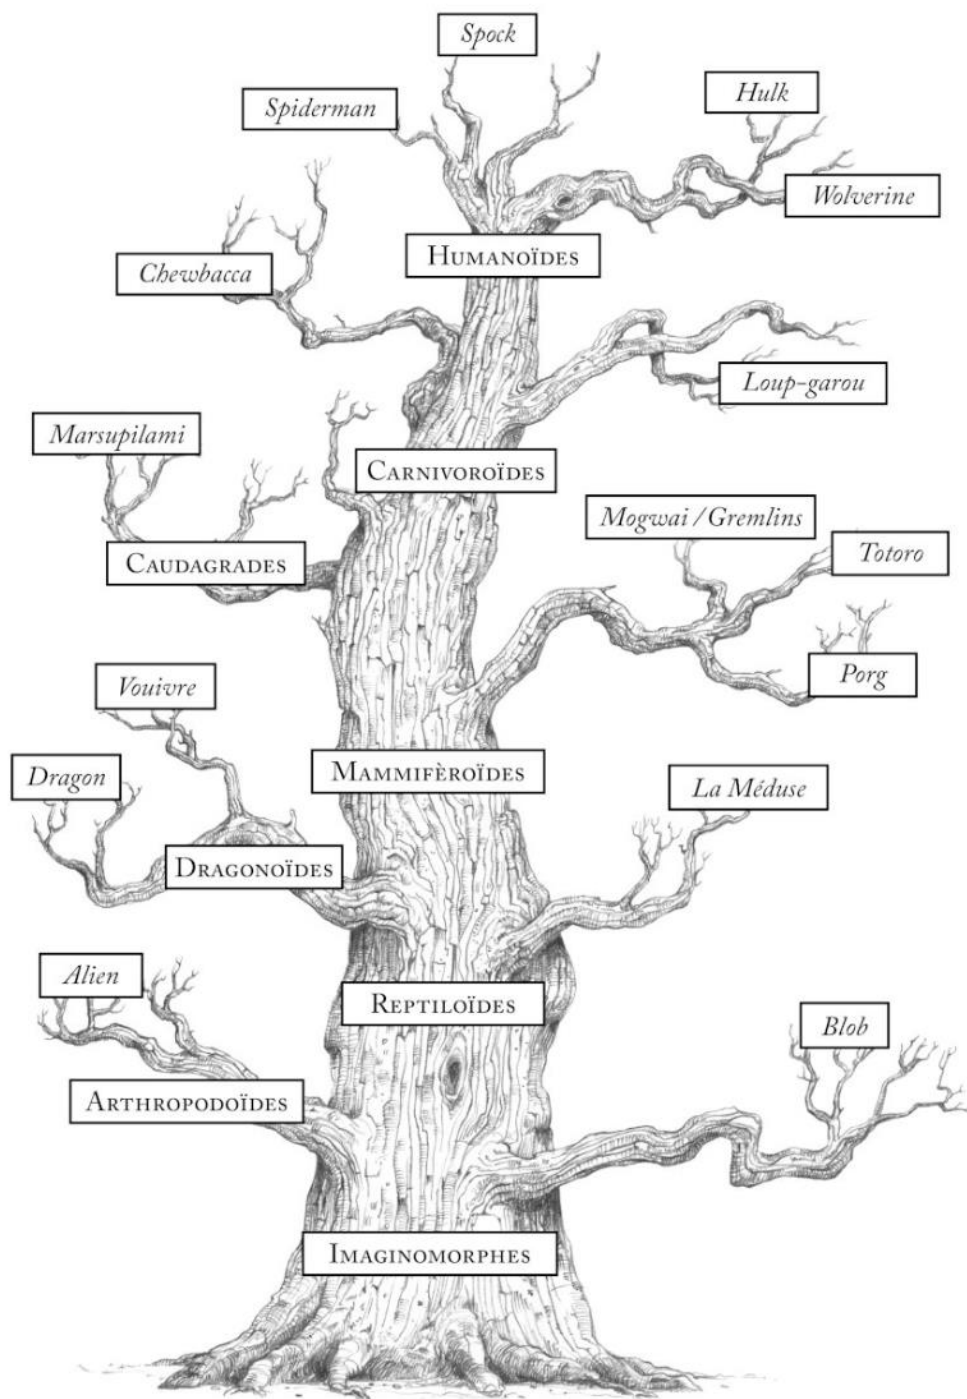 Spock
Spiderman
Hulk
Wolverine
HUMANOÏDES
Chewbacca
Loup-garou
Marsupilami
CARNIVOROÏDES
Mogwai / Gremlins
CAUDAGRADES
Totoro
Porg
Vouivre
MAMMIFÈROÏDES
Dragon
La Méduse
DRAGONOÏDES
Alien
REPTILOÏDES
Blob
ARTHROPODOÏDES
IMAGINOMORPHES